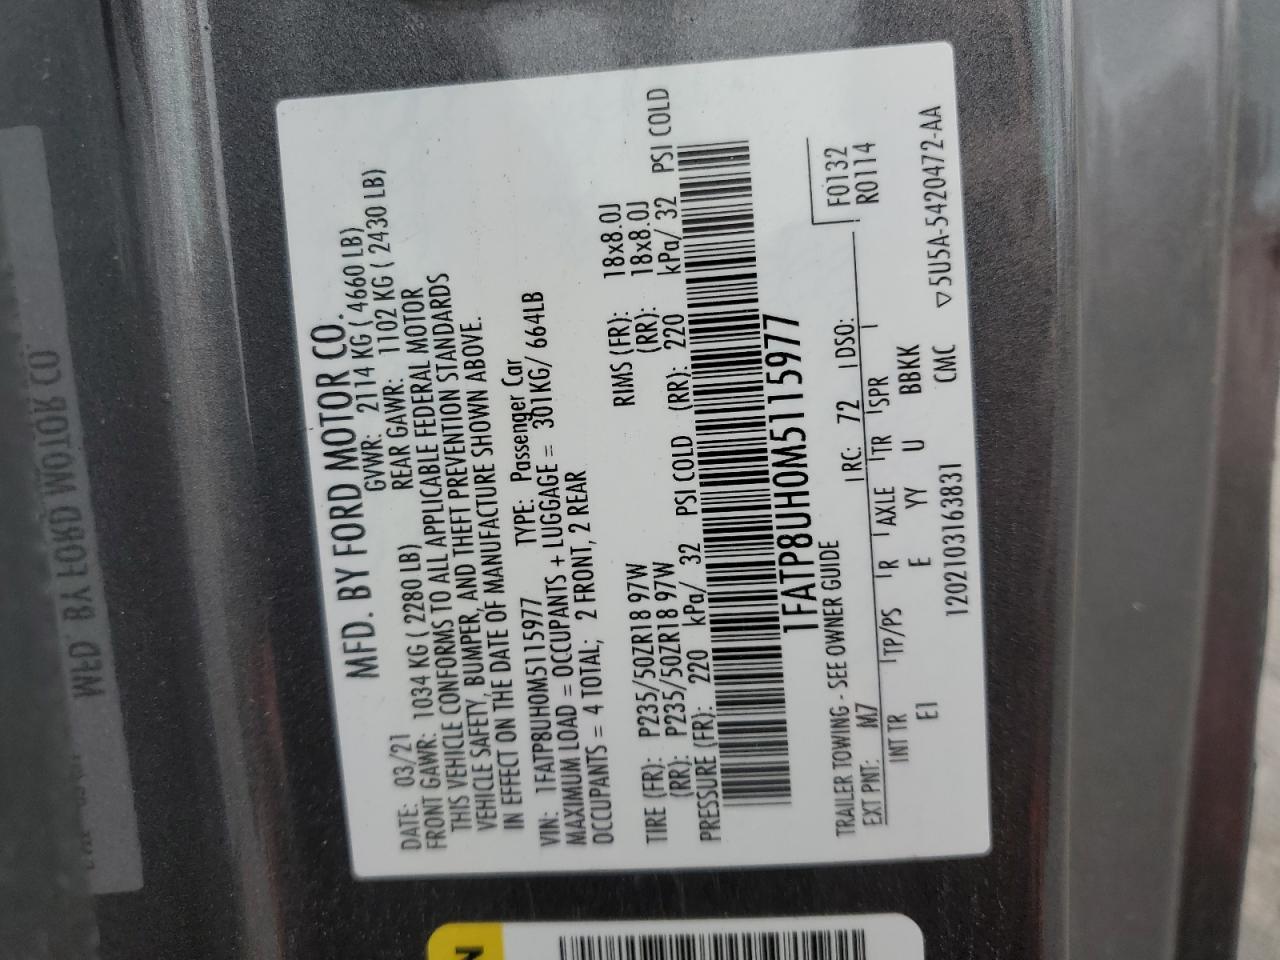 MFD. BY FORD MOTOR CO.
DATE: 03/21 GVWR: 2114 KG ( 4660 LB)
FRONT GAWR: 1034 KG ( 2280 LB) REAR GAWR: 1102 KG ( 2430 LB)
THIS VEHICLE CONFORMS TO ALL APPLICABLE FEDERAL MOTOR
VEHICLE SAFETY, BUMPER, AND THEFT PREVENTION STANDARDS
IN EFFECT ON THE DATE OF MANUFACTURE SHOWN ABOVE.
VIN: 1FATP8UH0M5115977 TYPE: Passenger Car
MAXIMUM LOAD = OCCUPANTS + LUGGAGE = 301KG/ 664LB
OCCUPANTS = 4 TOTAL; 2 FRONT, 2 REAR
TIRE (FR): P235/50ZR18 97W RIMS (FR): 18x8.0J
(RR): P235/50ZR18 97W (RR): 18x8.0J
PRESSURE (FR): 220 kPa/ 32 PSI COLD (RR): 220 kPa/ 32 PSI COLD
1FATP8UH0M5115977
TRAILER TOWING - SEE OWNER GUIDE
F0132
R0114
EXT PNT: M7 RC: 72 DSO:
INT TR TP/PS R AXLE TR SPR
EI E YY U BBKK
1202103163831 CMC ▽5U5A-5420472-AA
MFD. BY FORD MOTOR CO.
N